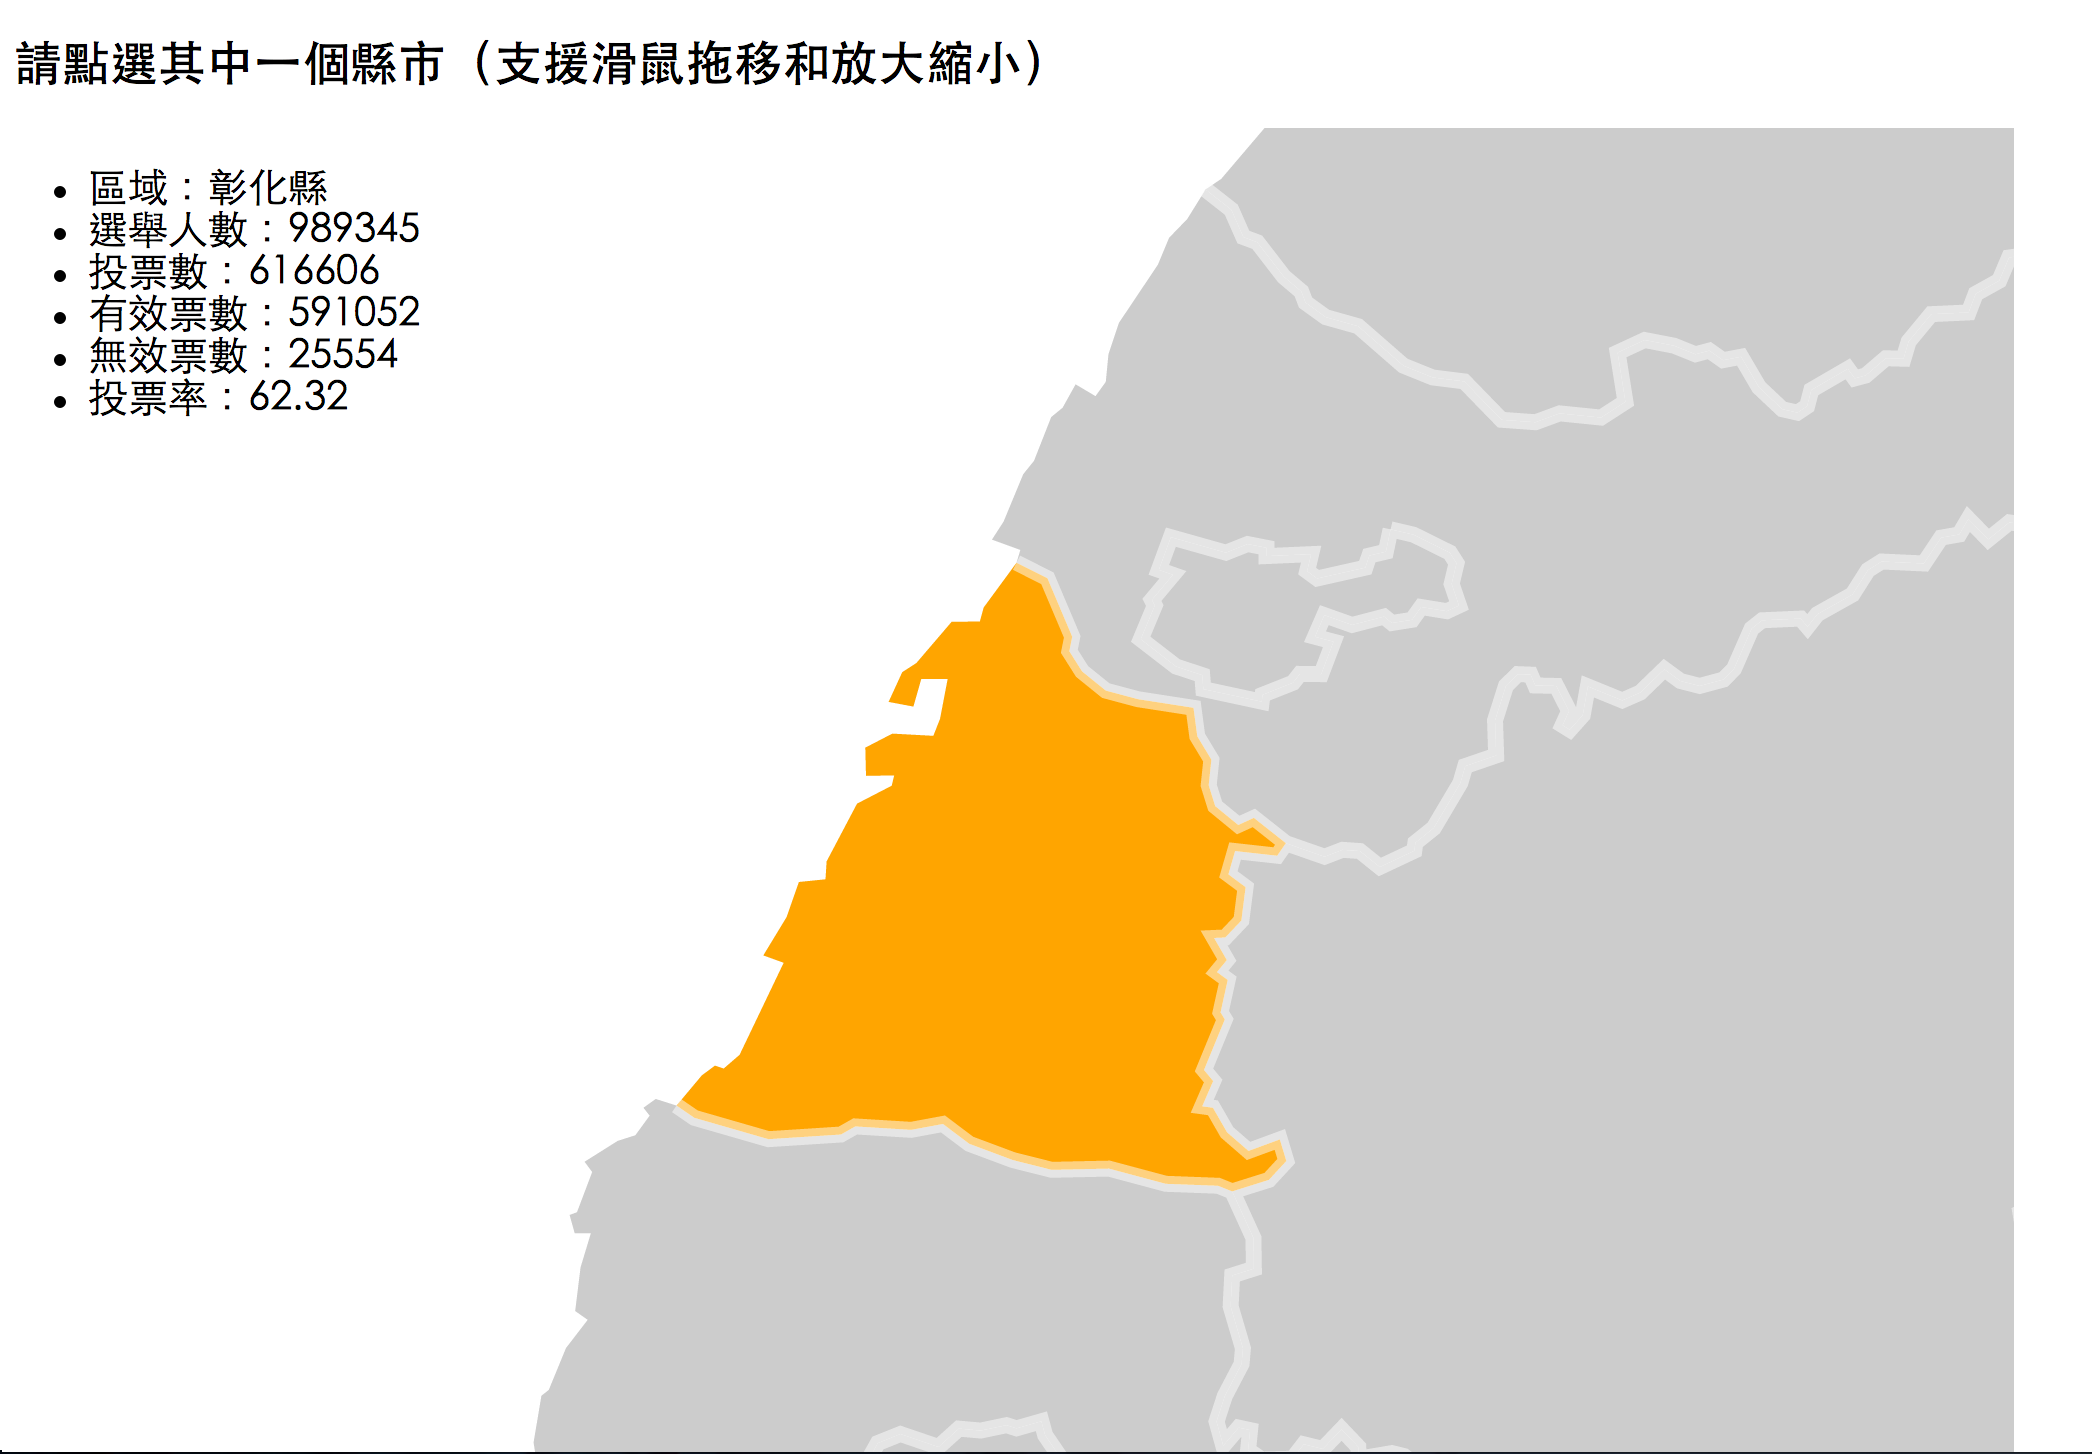 請點選其中一個縣市（支援滑鼠拖移和放大縮小）
區域：彰化縣
選舉人數：989345
投票數：616606
有效票數：591052
無效票數：25554
投票率：62.32